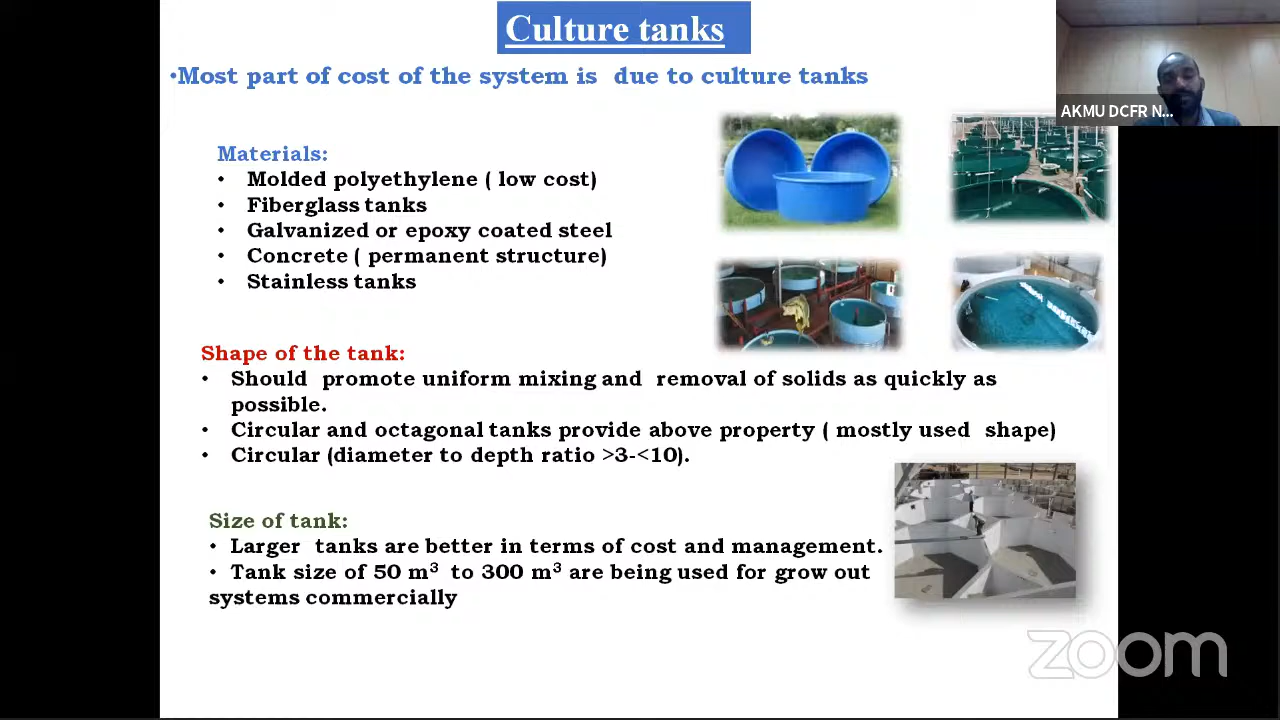 Culture tanks
•Most part of cost of the system is due to culture tanks
AKMU DCFR N...
Materials:
• Molded polyethylene ( low cost)
• Fiberglass tanks
• Galvanized or epoxy coated steel
• Concrete ( permanent structure)
• Stainless tanks
Shape of the tank:
• Should promote uniform mixing and removal of solids as quickly as
possible.
• Circular and octagonal tanks provide above property ( mostly used shape)
• Circular (diameter to depth ratio >3-<10).
Size of tank:
• Larger tanks are better in terms of cost and management.
• Tank size of 50 m³ to 300 m³ are being used for grow out
systems commercially
zoom